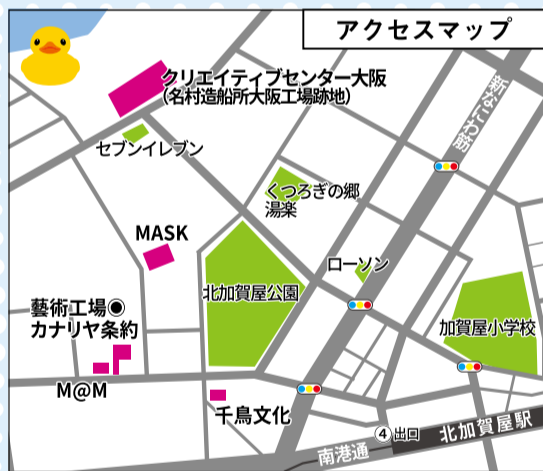 アクセスマップ
クリエイティブセンター大阪
(名村造船所大阪工場跡地)
セブンイレブン
新なにわ筋
くつろぎの郷
湯楽
MASK
ローソン
北加賀屋公園
藝術工場◉
カナリヤ条約
加賀屋小学校
M@M
千鳥文化
④出口
北加賀屋駅
南港通